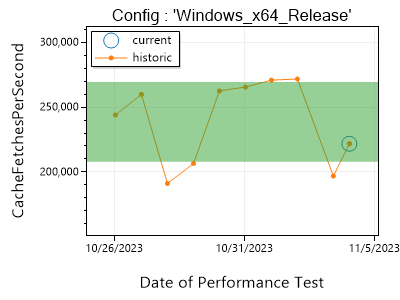 Config : 'Windows_x64_Release'
current
historic
300,000
250,000
200,000
CacheFetchesPerSecond
10/26/2023
10/31/2023
11/5/2023
Date of Performance Test